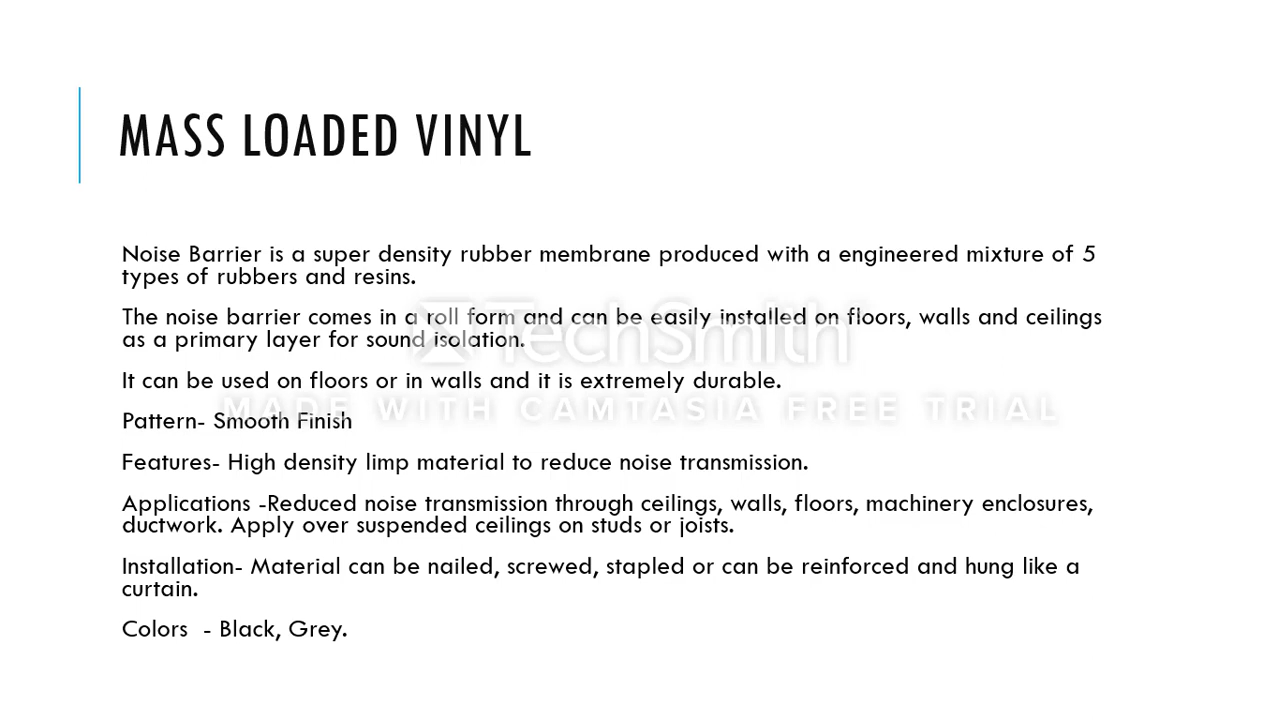 MASS LOADED VINYL
Noise Barrier is a super density rubber membrane produced with a engineered mixture of 5
types of rubbers and resins.
The noise barrier comes in a roll form and can be easily installed on floors, walls and ceilings
as a primary layer for sound isolation.
TechSmith
It can be used on floors or in walls and it is extremely durable.
MADE WITH CAMTASIA FREE TRIAL
Pattern- Smooth Finish
Features- High density limp material to reduce noise transmission.
Applications -Reduced noise transmission through ceilings, walls, floors, machinery enclosures,
ductwork. Apply over suspended ceilings on studs or joists.
Installation- Material can be nailed, screwed, stapled or can be reinforced and hung like a
curtain.
Colors  - Black, Grey.